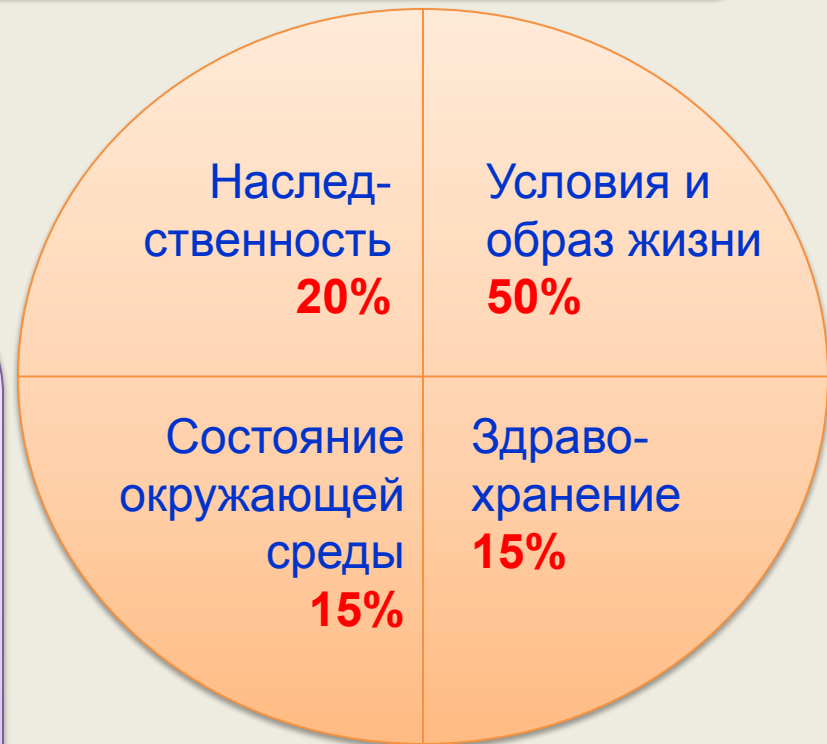 Наслед-
ственность
20%
Условия и
образ жизни
50%
Состояние
окружающей
среды
15%
Здраво-
хранение
15%